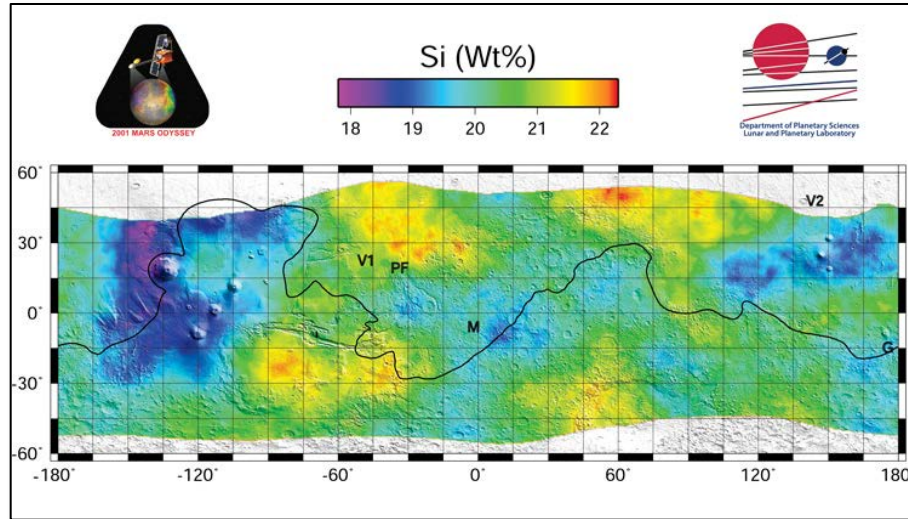 Si (Wt%)
18 19 20 21 22
2001 MARS ODYSSEY
Department of Planetary Sciences
Lunar and Planetary Laboratory
60°
30°
0°
-30°
-60°
V1
PF
M
V2
G
-180 -120 -60 0° 60 120 180